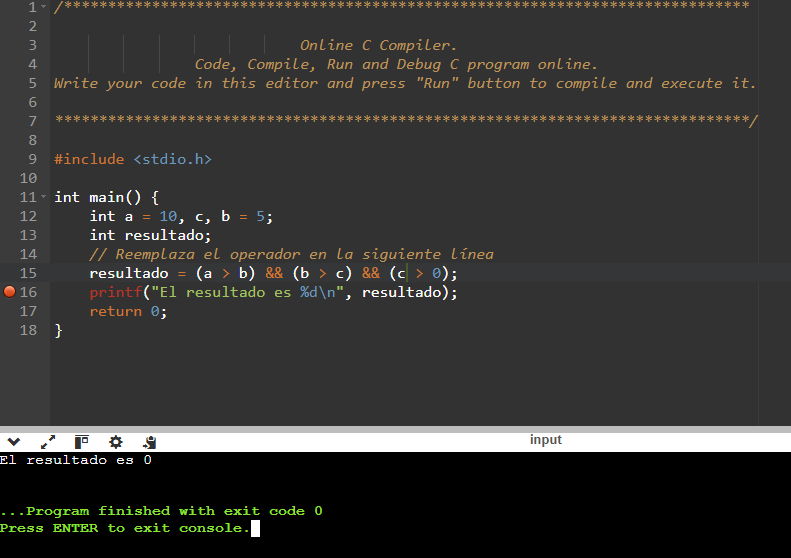 1 /******************************************************************************
2
3 Online C Compiler.
4 Code, Compile, Run and Debug C program online.
5 Write your code in this editor and press "Run" button to compile and execute it.
6
7 *******************************************************************************/
8
9 #include <stdio.h>
10
11 int main() {
12 int a = 10, c, b = 5;
13 int resultado;
14 // Reemplaza el operador en la siguiente línea
15 resultado = (a > b) && (b > c) && (c > 0);
16 printf("El resultado es %d\n", resultado);
17 return 0;
18 }
input
El resultado es 0
...Program finished with exit code 0
Press ENTER to exit console.